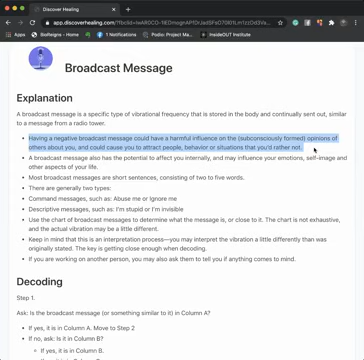 Discover Healing
app.discoverhealing.com
Apps
BioReigns
Facebook
1 Notifications
Podio: Market Pro...
InsideOUT Institute
Broadcast Message
Explanation
A broadcast message is a specific type of vibrational frequency that is stored in the body and continually sent out, similar
to a message from a radio tower.
• Having a negative broadcast message could have a harmful influence on the (subconsciously formed) opinions of
others about you, and could cause you to attract people, behavior or situations that you'd rather not.
• A broadcast message also has the potential to affect you internally, and may influence your emotions, self-image and
other aspects of your life.
• Most broadcast messages are short sentences, consisting of two to five words.
• There are generally two types:
Command messages, such as: Abuse me or Ignore me
• Descriptive messages, such as: I'm stupid or I'm invisible
• Use the chart of broadcast messages to determine what the message is, or close to it. The chart is not exhaustive,
and the actual vibration may be a little different.
• Keep in mind that this is an interpretation process—you may interpret the vibration a little differently than was
originally stated. The key is getting close enough when decoding.
• If you are working on another person, you may also ask them to tell you if anything comes to mind.
Decoding
Step 1.
Ask: Is the broadcast message (or something similar to it) in Column A?
• If yes, it is in Column A. Move to Step 2
• If no, ask: Is it in Column B?
◦ If yes, it is in Column B.